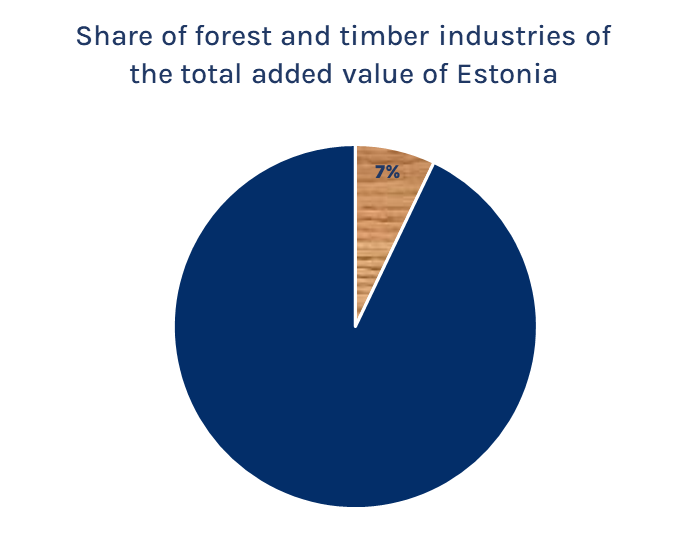 Share of forest and timber industries of
the total added value of Estonia
7%